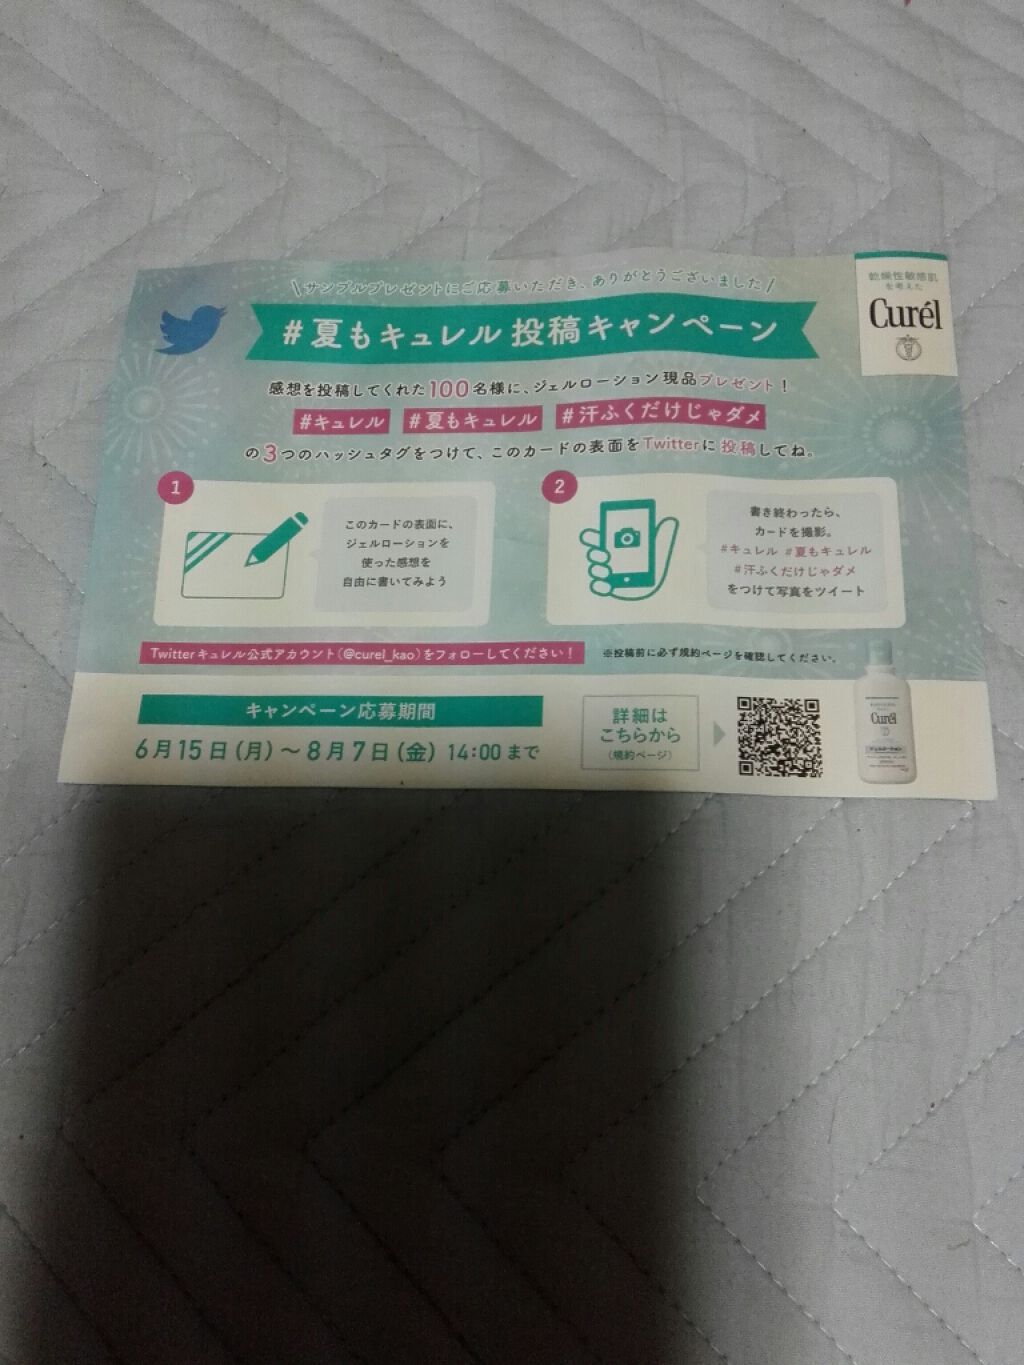 \サンプルプレゼントにご応募いただき、ありがとうございました/
乾燥性敏感肌
を考えた
Curél
#夏もキュレル 投稿キャンペーン
感想を投稿してくれた100名様に、ジェルローション現品プレゼント!
#キュレル #夏もキュレル #汗ふくだけじゃダメ
の3つのハッシュタグをつけて、このカードの表面をTwitterに投稿してね。
1
このカードの表面に、
ジェルローションを
使った感想を
自由に書いてみよう
2
書き終わったら、
カードを撮影。
#キュレル #夏もキュレル
#汗ふくだけじゃダメ
をつけて写真をツイート
Twitterキュレル公式アカウント(@curel_kao)をフォローしてください!
※投稿前に必ず規約ページを確認してください。
キャンペーン応募期間
6月15日(月)~8月7日(金)14:00まで
詳細は
こちらから
(規約ページ)
Curél
ジェルローション